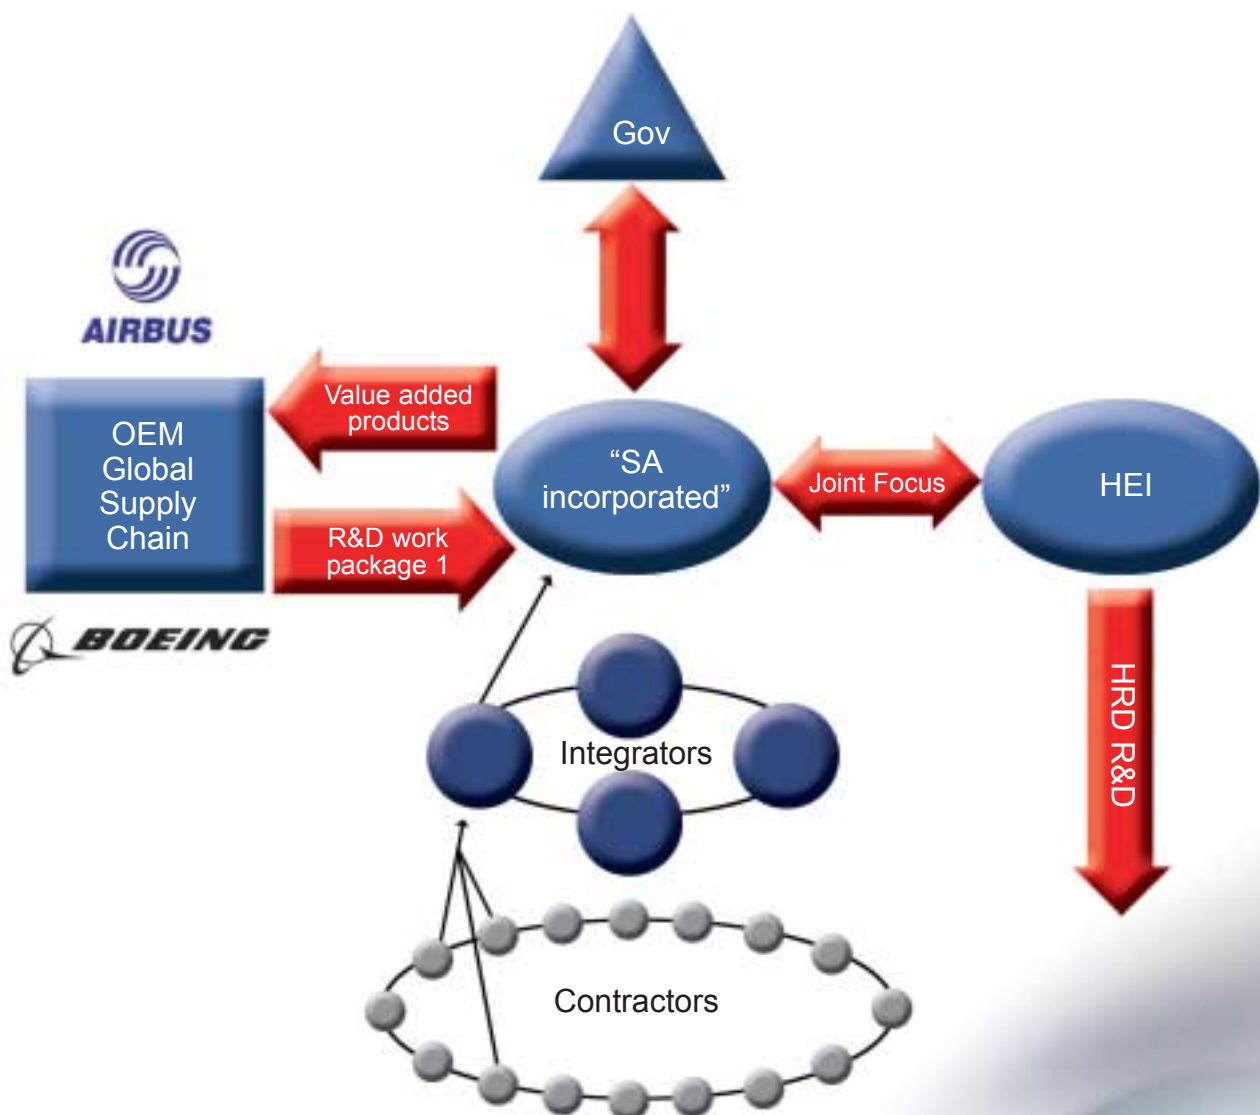 Gov
AIRBUS
Value added
products
OEM
Global
Supply
Chain
“SA
incorporated”
Joint Focus
HEI
R&D work
package 1
BOEING
HRD R&D
Integrators
Contractors